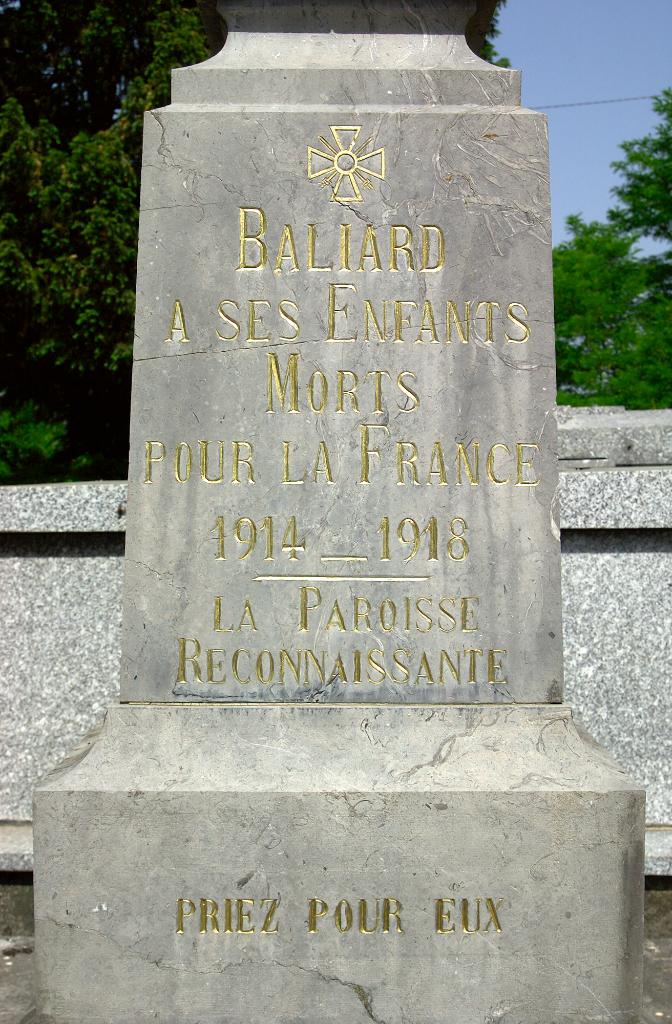 BALIARD
A SES ENFANTS
MORTS
POUR LA FRANCE
1914 _ 1918
LA PAROISSE
RECONNAISSANTE
PRIEZ POUR EUX